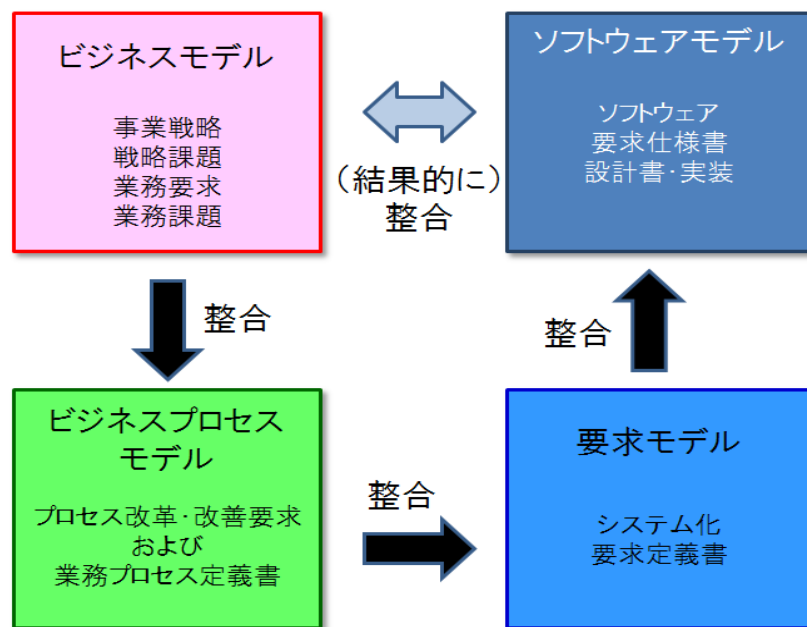 ビジネスモデル
事業戦略
戦略課題
業務要求
業務課題
(結果的に)
整合
ソフトウェアモデル
ソフトウェア
要求仕様書
設計書・実装
整合
整合
ビジネスプロセス
モデル
プロセス改革・改善要求
および
業務プロセス定義書
整合
要求モデル
システム化
要求定義書